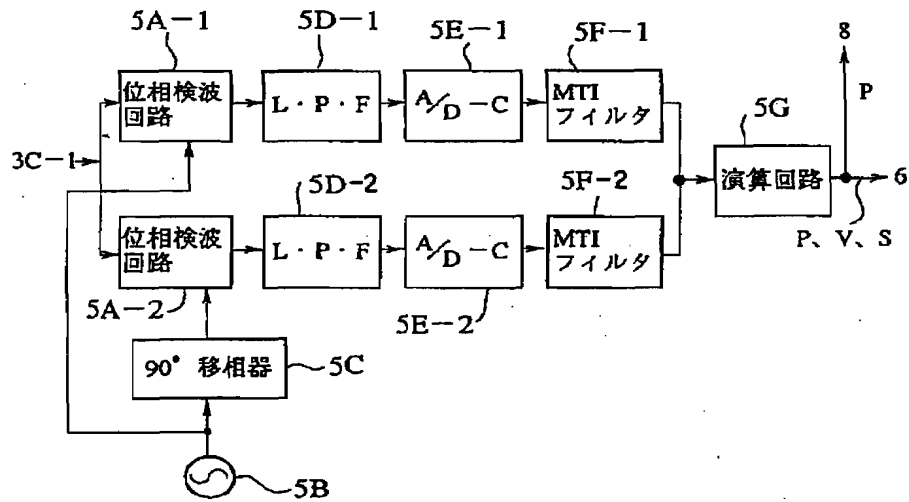 5A-1
5D-1
5E-1
5F-1
8
位相検波
回路
L・P・F
A/D-C
MTI
フィルタ
P
5G
3C-1
演算回路
6
5D-2
5F-2
P、V、S
位相検波
回路
L・P・F
A/D-C
MTI
フィルタ
5A-2
5E-2
90° 移相器
5C
5B